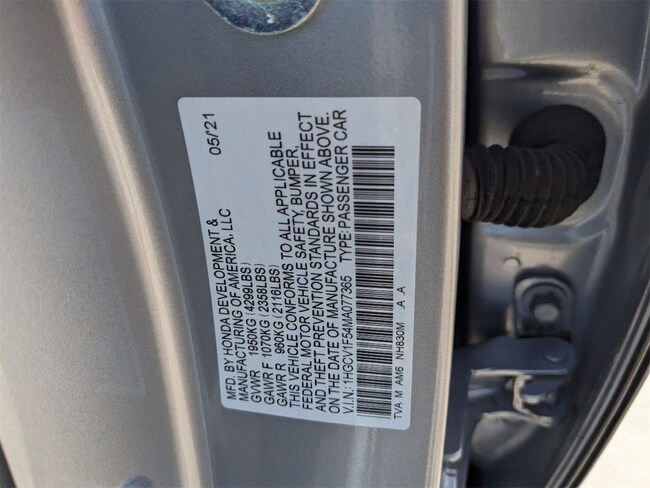 MFD. BY HONDA DEVELOPMENT & 05/'21
MANUFACTURING OF AMERICA, LLC
GVWR 1950KG (4299LBS)
GAWR F 1070KG (2358LBS)
GAWR R 960KG (2116LBS)
THIS VEHICLE CONFORMS TO ALL APPLICABLE
FEDERAL MOTOR VEHICLE SAFETY, BUMPER,
AND THEFT PREVENTION STANDARDS IN EFFECT
ON THE DATE OF MANUFACTURE SHOWN ABOVE.
V.I.N.: 1HGCV1F54MA077365 TYPE: PASSENGER CAR
TVA M AM6 NH830M A A